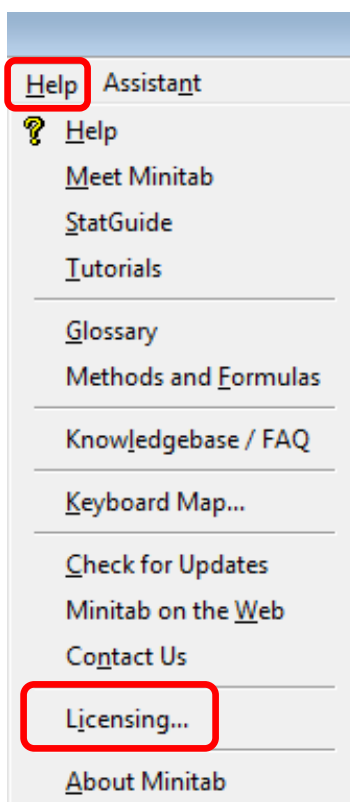 Help Assistant
Help
Meet Minitab
StatGuide
Tutorials
Glossary
Methods and Formulas
Knowledgebase / FAQ
Keyboard Map...
Check for Updates
Minitab on the Web
Contact Us
Licensing...
About Minitab